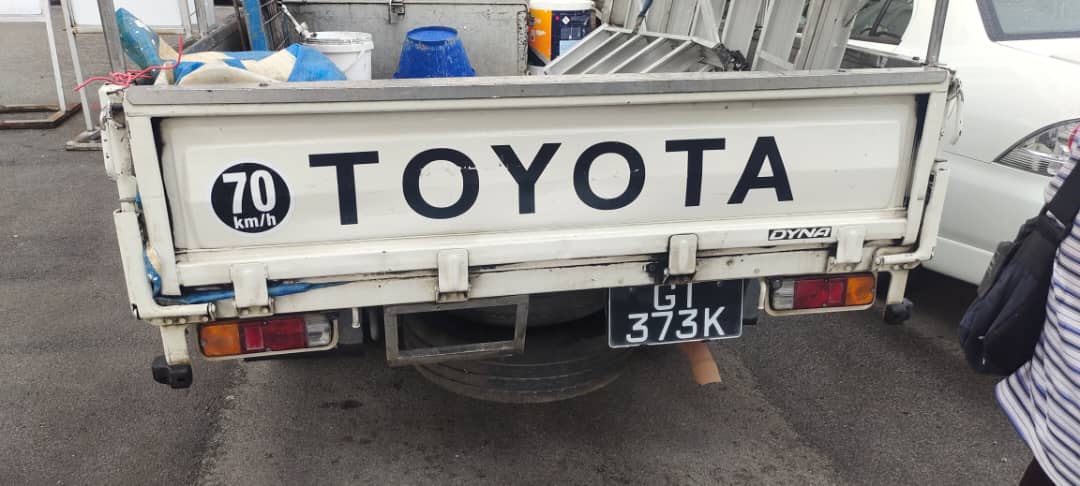 70
km/h
TOYOTA
DYNA
GT
373K